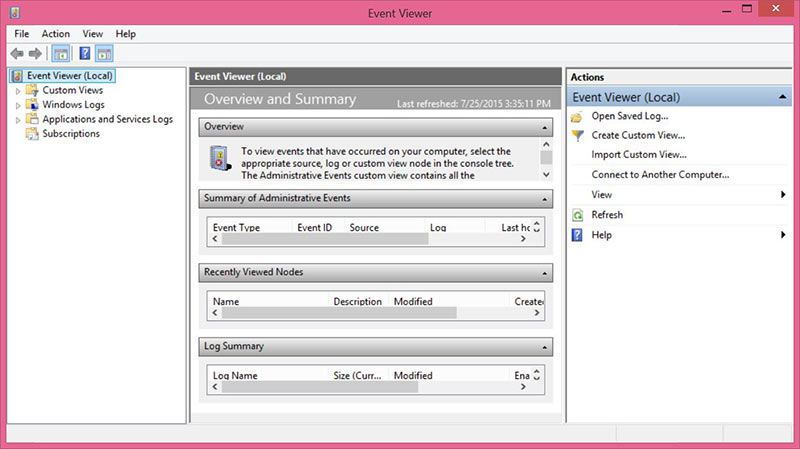 Event Viewer
File Action View Help
Event Viewer (Local)
Custom Views
Windows Logs
Applications and Services Logs
Subscriptions
Event Viewer (Local)
Overview and Summary Last refreshed: 7/25/2015 3:35:11 PM
Overview
To view events that have occurred on your computer, select the
appropriate source, log or custom view node in the console tree.
The Administrative Events custom view contains all the
Summary of Administrative Events
Event Type Event ID Source Log Last ho
Recently Viewed Nodes
Name Description Modified Created
Log Summary
Log Name Size (Curr... Modified Ena
Actions
Event Viewer (Local)
Open Saved Log...
Create Custom View...
Import Custom View...
Connect to Another Computer...
View
Refresh
Help